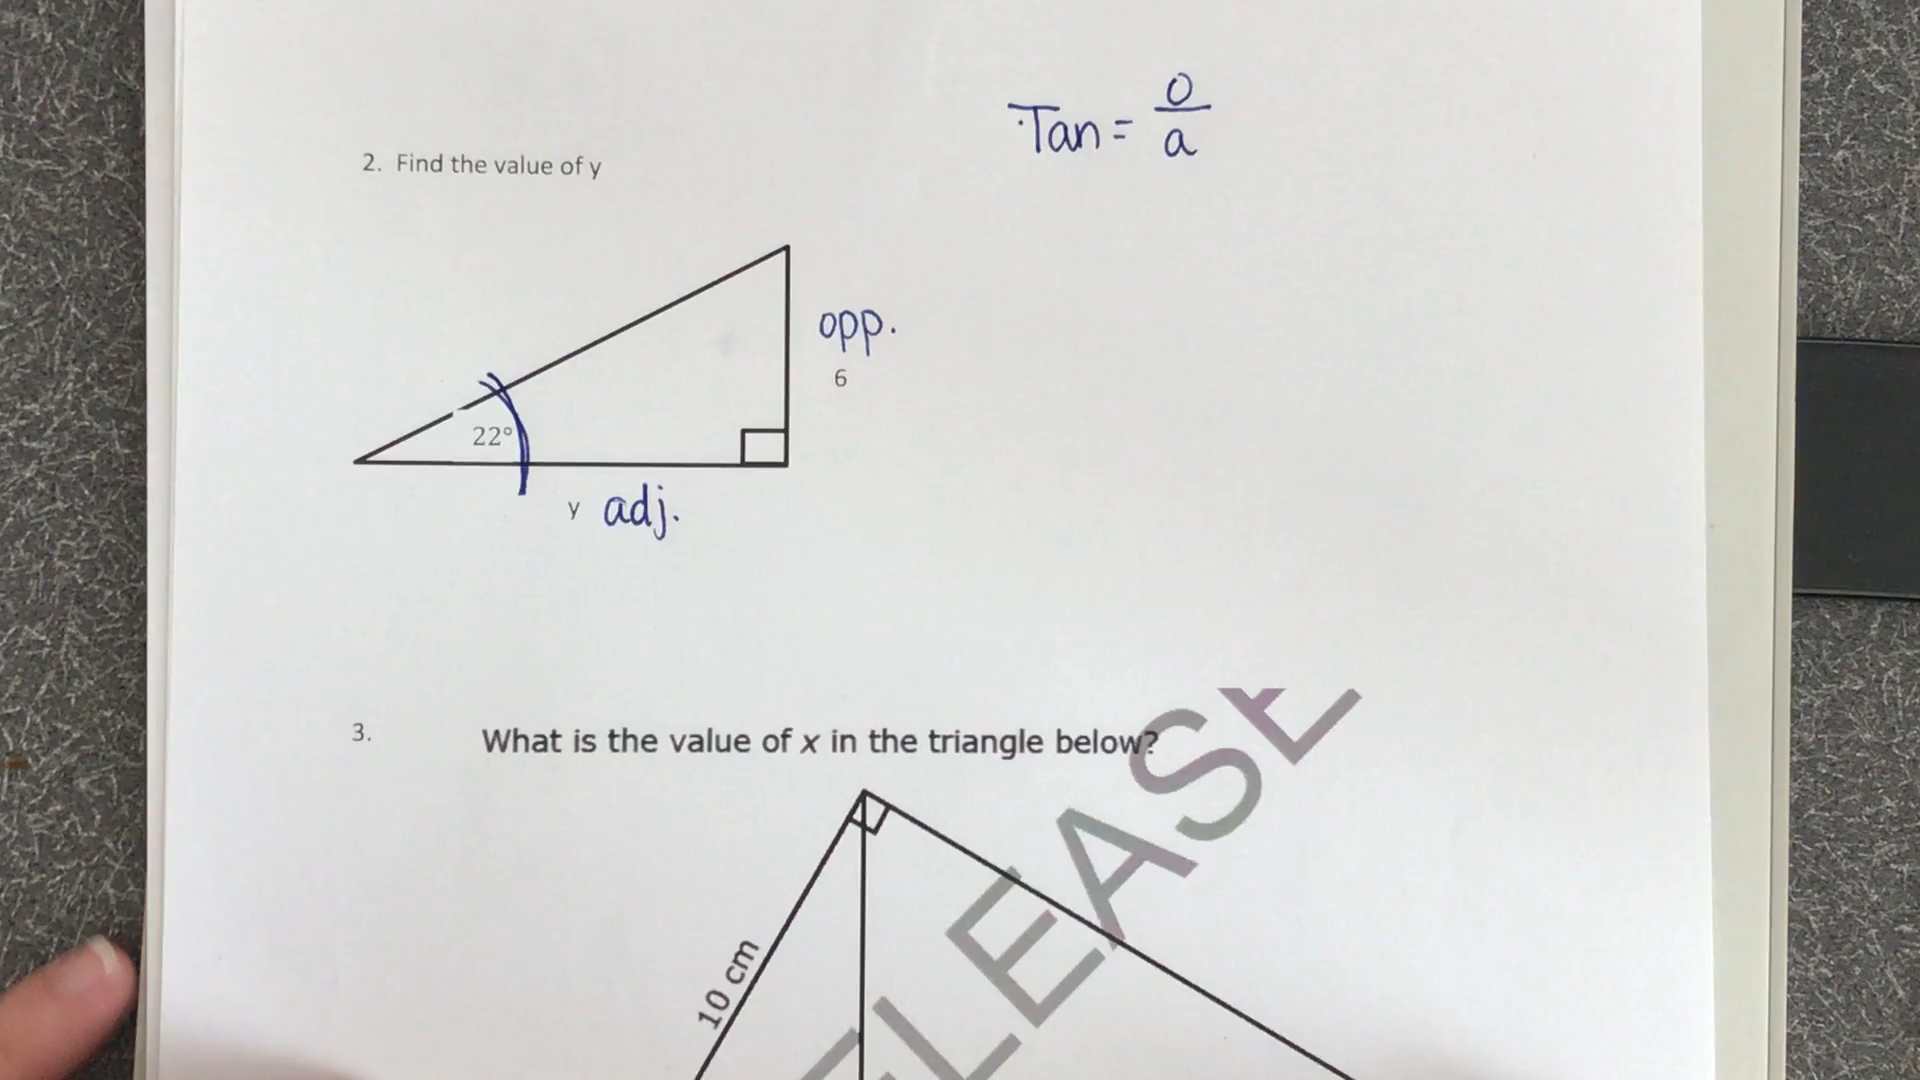 Tan = o/a
2. Find the value of y
opp.
6
22°
y adj.
3. What is the value of x in the triangle below?
10 cm
ELEASE